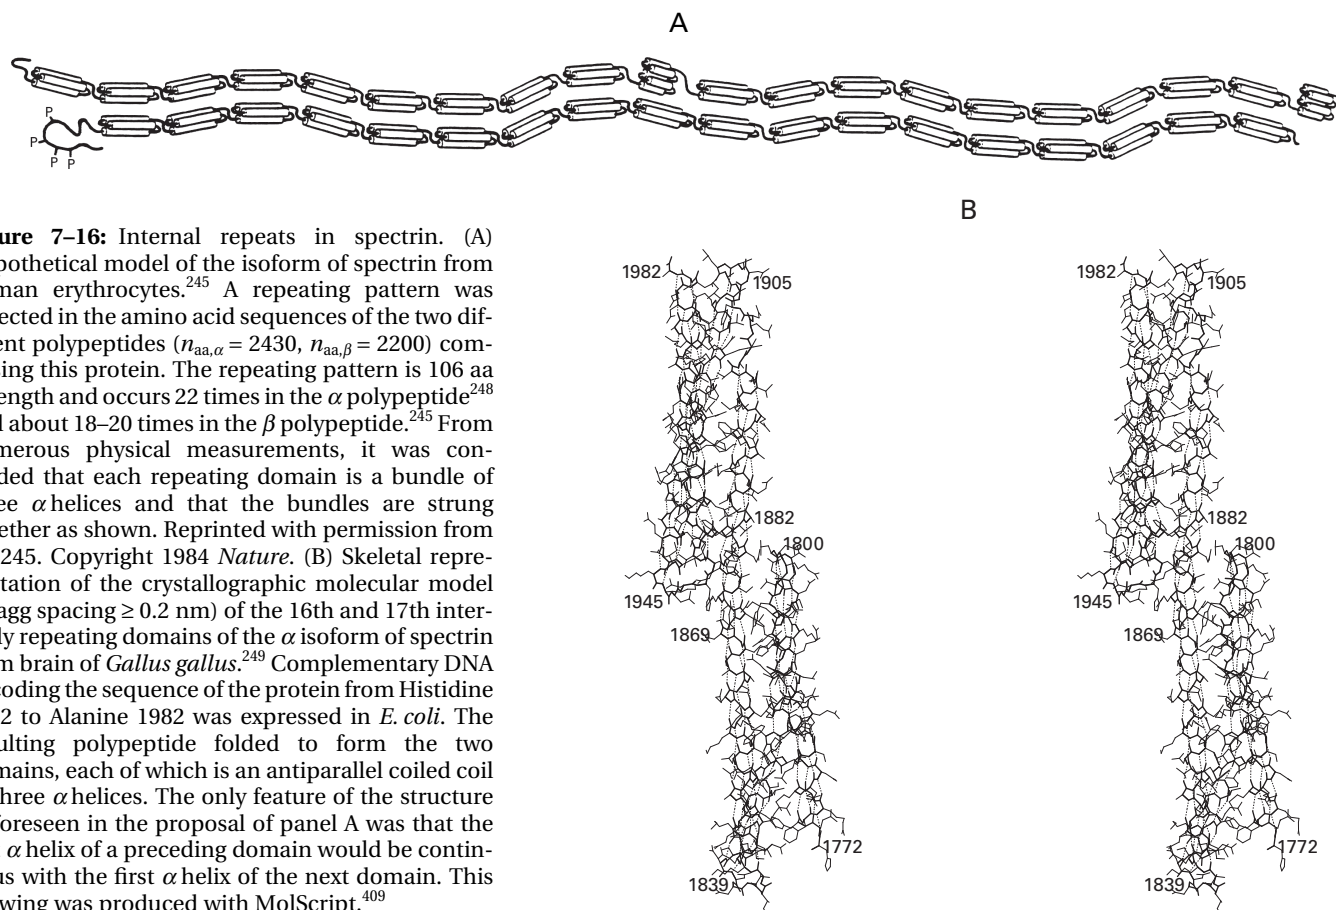 A
P
P
P
P
B
ure 7–16: Internal repeats in spectrin. (A)
pothetical model of the isoform of spectrin from
man erythrocytes.245 A repeating pattern was
ected in the amino acid sequences of the two dif-
ent polypeptides (naa,α = 2430, naa,β = 2200) com-
sing this protein. The repeating pattern is 106 aa
ength and occurs 22 times in the α polypeptide248
about 18–20 times in the β polypeptide.245 From
merous physical measurements, it was con-
ded that each repeating domain is a bundle of
ee α helices and that the bundles are strung
ether as shown. Reprinted with permission from
245. Copyright 1984 Nature. (B) Skeletal repre-
tation of the crystallographic molecular model
agg spacing ≥ 0.2 nm) of the 16th and 17th inter-
ly repeating domains of the α isoform of spectrin
m brain of Gallus gallus.249 Complementary DNA
coding the sequence of the protein from Histidine
2 to Alanine 1982 was expressed in E. coli. The
ulting polypeptide folded to form the two
mains, each of which is an antiparallel coiled coil
three α helices. The only feature of the structure
foreseen in the proposal of panel A was that the
α helix of a preceding domain would be contin-
us with the first α helix of the next domain. This
wing was produced with MolScript.409
1982
1905
1882
1800
1945
1869
1772
1839
1982
1905
1882
1800
1945
1869
1772
1839